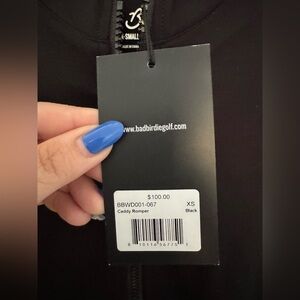 X-SMALL
www.badbirdiegolf.com
$100.00
BBWD001-067 XS
Caddy Romper Black